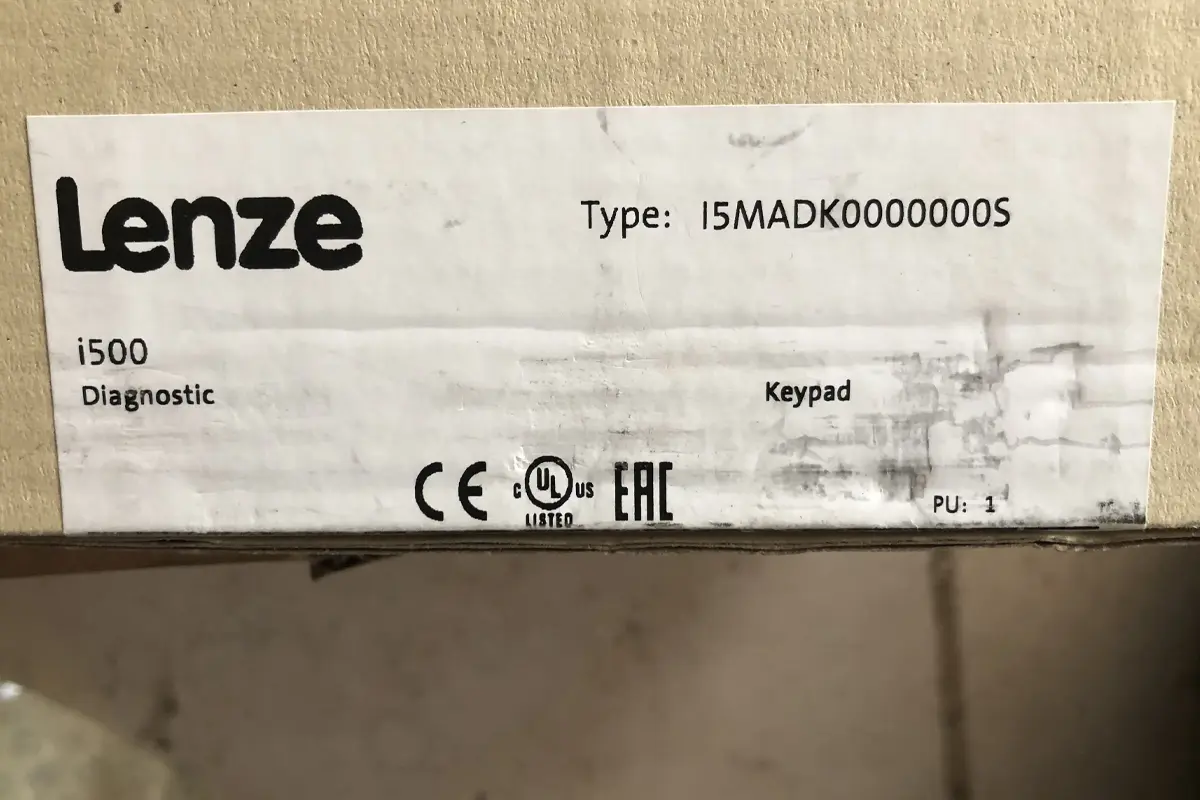 Lenze
Type: I5MADK0000000S
i500
Diagnostic
Keypad
CE
c UL US
LISTED
EAC
PU: 1